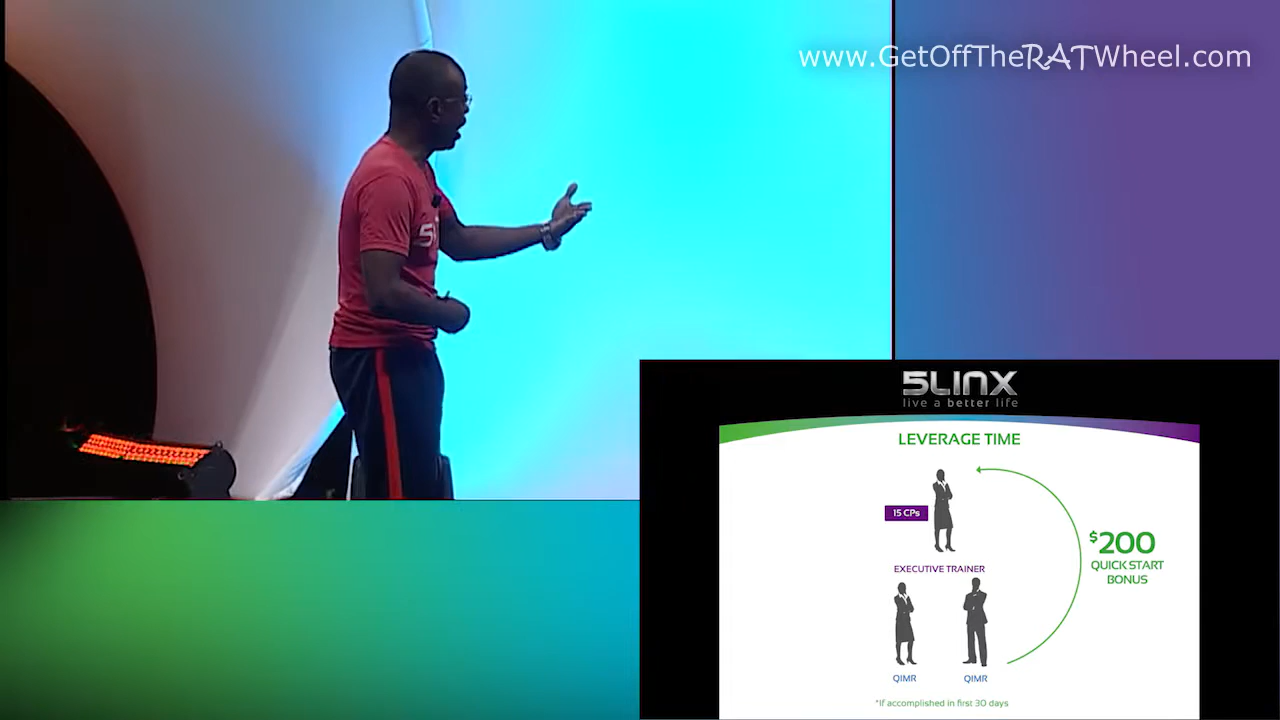 www.GetOffTheRATWheel.com
5LINX
live a better life
LEVERAGE TIME
15 CPs
$200
QUICK START
BONUS
EXECUTIVE TRAINER
QIMR QIMR
*If accomplished in first 30 days